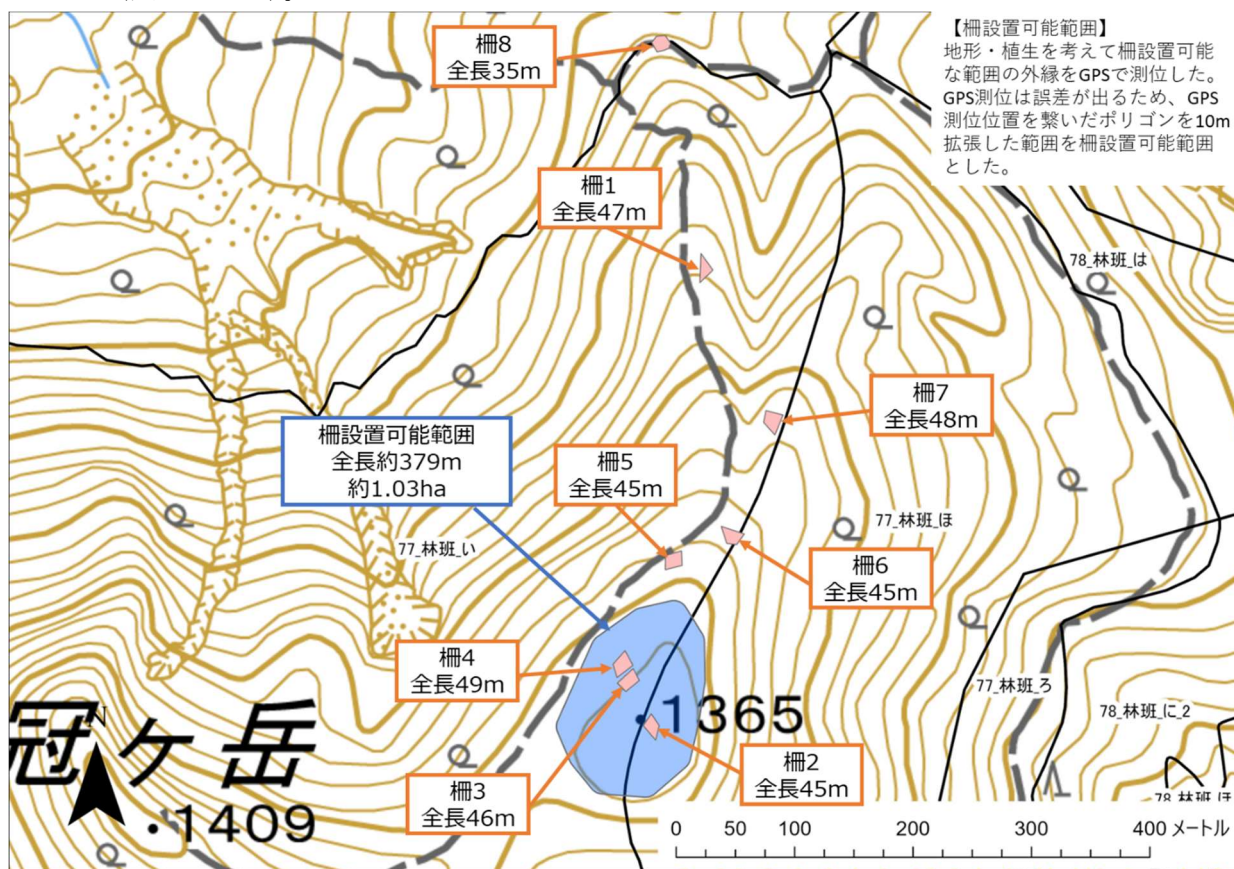 柵8
全長35m
【柵設置可能範囲】
地形・植生を考えて柵設置可能
な範囲の外縁をGPSで測位した。
GPS測位は誤差が出るため、GPS
測位位置を繋いだポリゴンを10m
拡張した範囲を柵設置可能範囲
とした。
柵1
全長47m
78_林班_は
柵7
全長48m
柵設置可能範囲
全長約379m
約1.03ha
柵5
全長45m
77_林班_ほ
77_林班_い
柵6
全長45m
柵4
全長49m
77_林班_ろ
78_林班_に_2
冠ヶ岳
N
1365
柵2
全長45m
柵3
全長46m
1409
78_林班_ほ
0 50 100 200 300 400 メートル